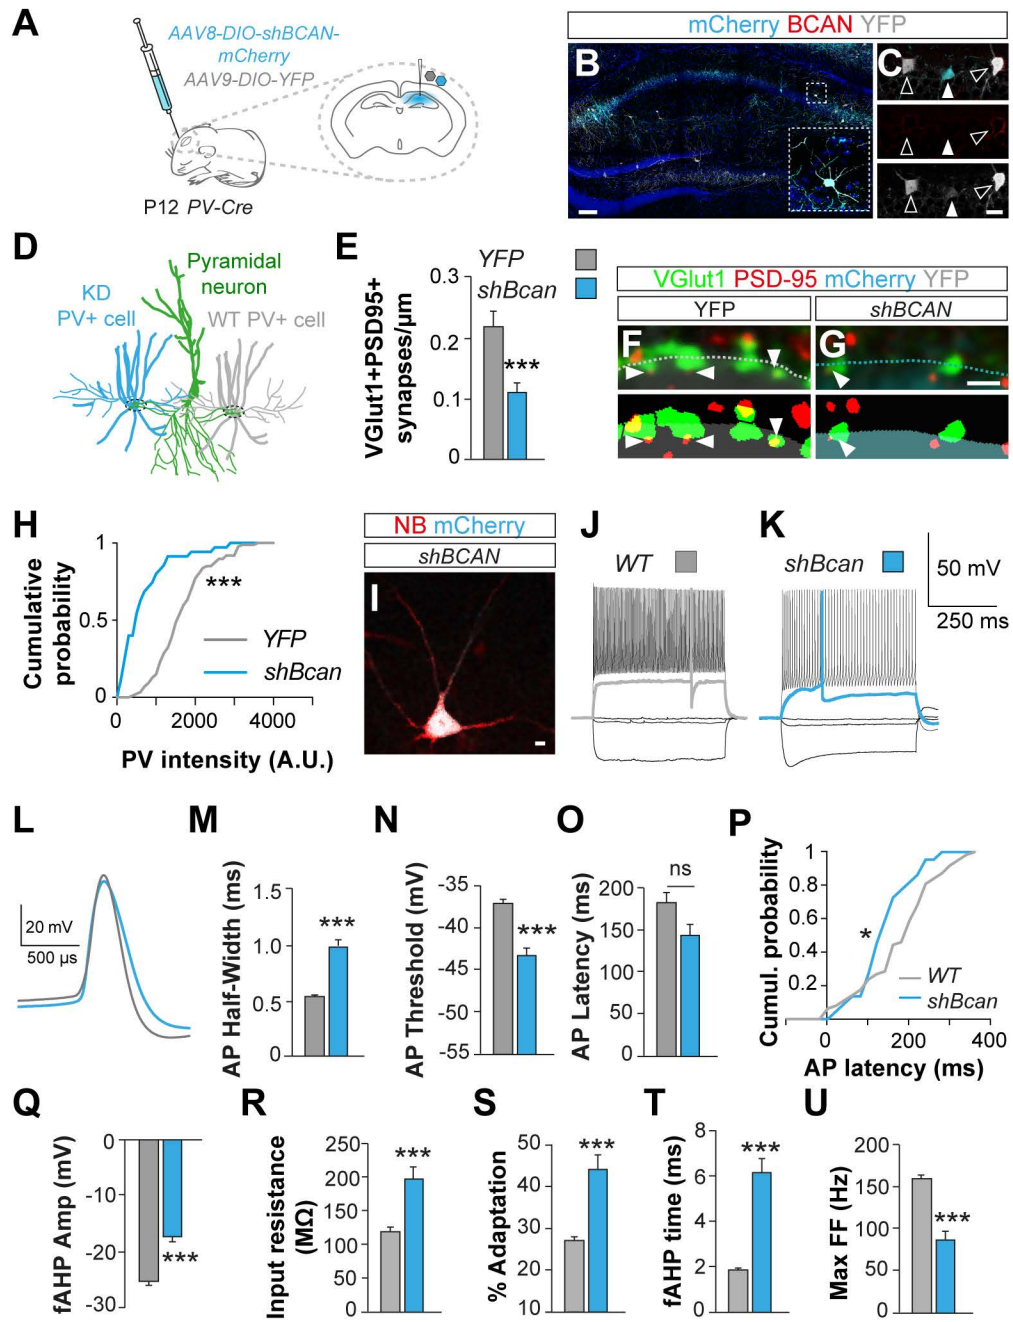 A
AAV8-DIO-shBCAN-
mCherry
AAV9-DIO-YFP
P12 PV-Cre
mCherry BCAN YFP
B
C
D
KD
PV+ cell
Pyramidal
neuron
WT PV+ cell
E
YFP
shBcan
VGlut1+PSD95+
synapses/μm
0.3
0.2
0.1
0
***
VGlut1 PSD-95 mCherry YFP
YFP
shBCAN
F
G
H
Cumulative
probability
1
0.5
0
***
YFP
shBcan
0
2000
4000
PV intensity (A.U.)
NB mCherry
shBCAN
J
WT
K
shBcan
50 mV
250 ms
L
20 mV
500 μs
M
AP Half-Width (ms)
1.5
1.0
0.5
0
***
N
AP Threshold (mV)
-35
-40
-45
-50
-55
***
O
AP Latency (ms)
200
150
100
50
0
ns
P
Cumul. probability
1
0.8
0.6
0.4
0.2
*
WT
shBcan
0
200
400
AP latency (ms)
Q
fAHP Amp (mV)
0
-10
-20
-30
***
R
Input resistance
(MΩ)
250
200
150
100
50
0
***
S
% Adaptation
50
40
30
20
10
***
T
fAHP time (ms)
8
6
4
2
0
***
U
Max FF (Hz)
200
150
100
50
0
***